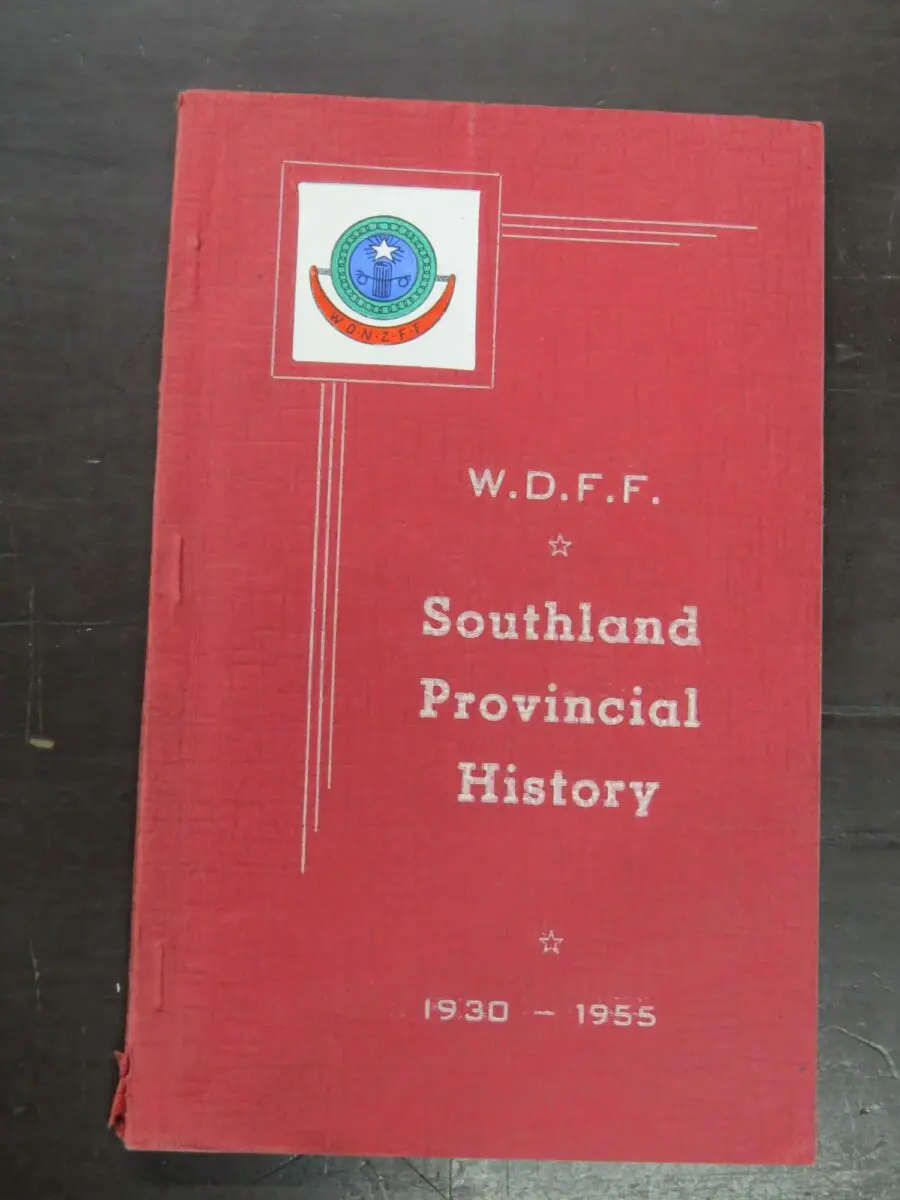 W·D·N·Z·F·F
W.D.F.F.
Southland
Provincial
History
1930 – 1955